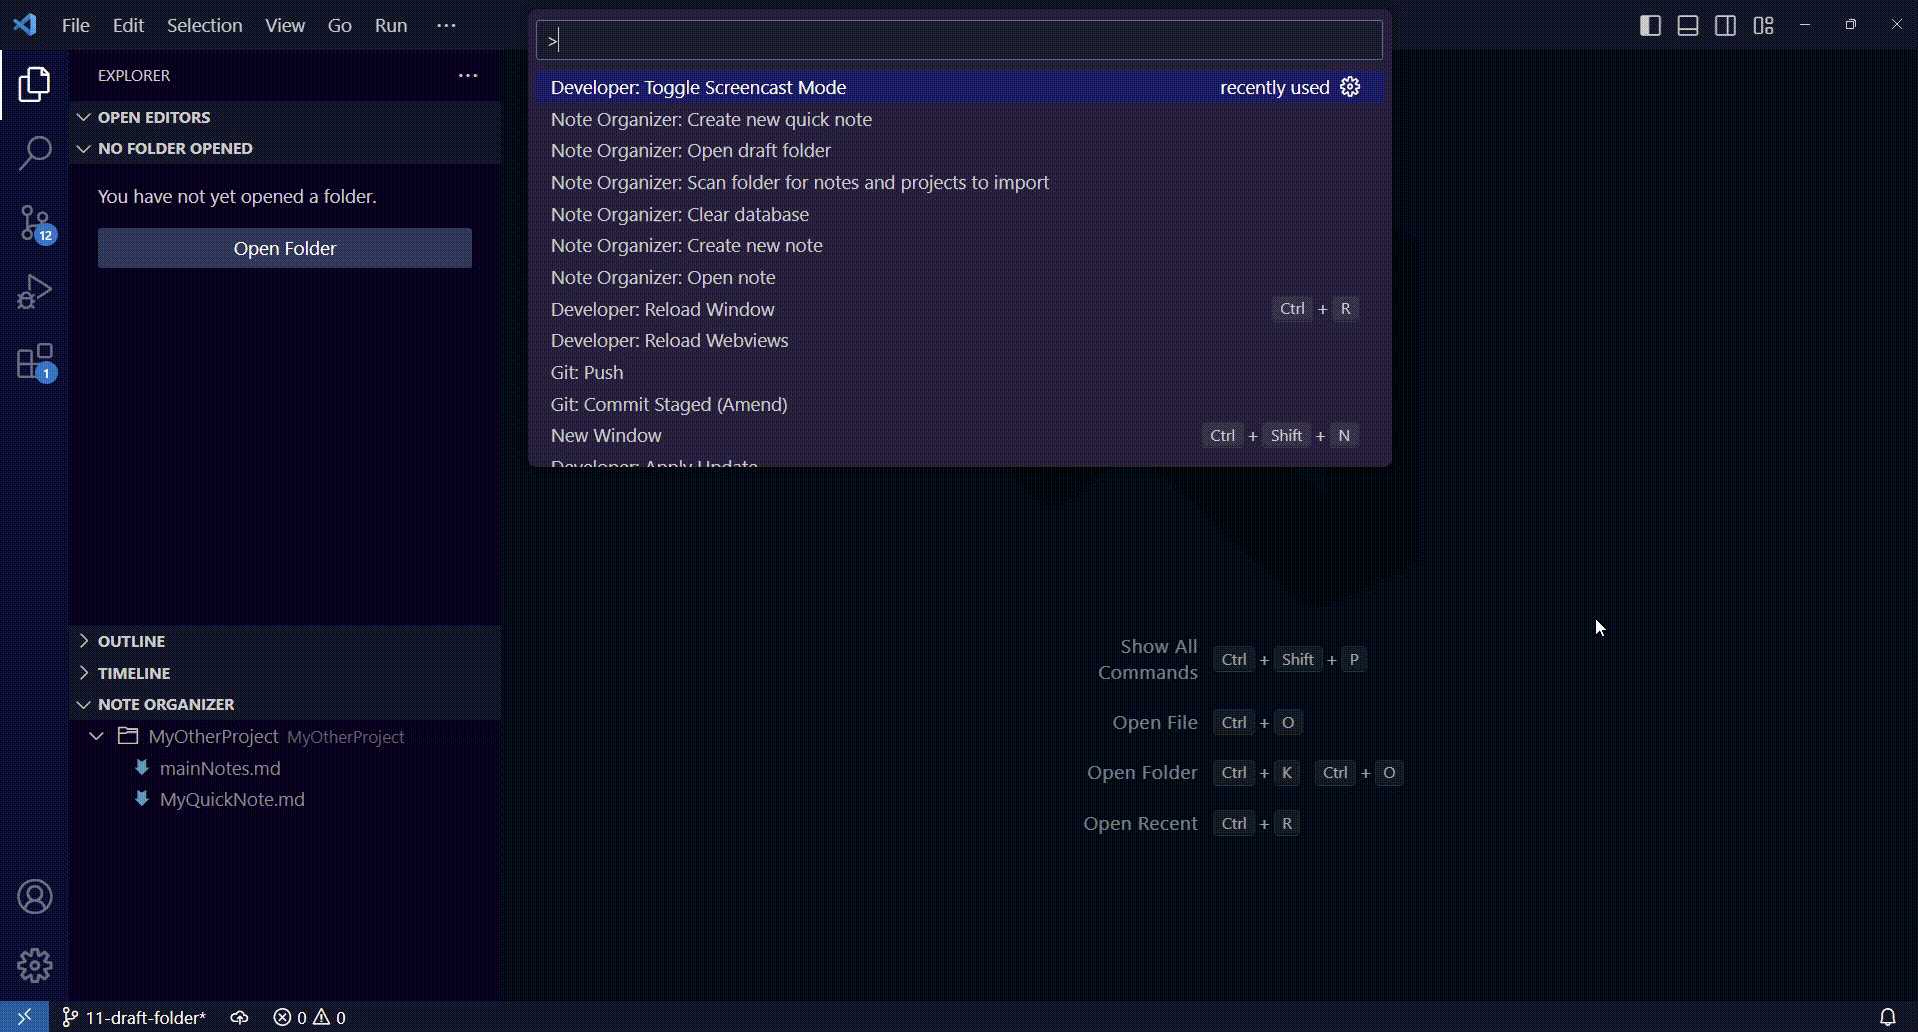 File Edit Selection View Go Run ···
>
Developer: Toggle Screencast Mode recently used
Note Organizer: Create new quick note
Note Organizer: Open draft folder
Note Organizer: Scan folder for notes and projects to import
Note Organizer: Clear database
Note Organizer: Create new note
Note Organizer: Open note
Developer: Reload Window Ctrl + R
Developer: Reload Webviews
Git: Push
Git: Commit Staged (Amend)
New Window Ctrl + Shift + N
Developer: Apply Update
EXPLORER ···
OPEN EDITORS
NO FOLDER OPENED
You have not yet opened a folder.
Open Folder
12
1
OUTLINE
TIMELINE
NOTE ORGANIZER
MyOtherProject MyOtherProject
mainNotes.md
MyQuickNote.md
Show All
Commands Ctrl + Shift + P
Open File Ctrl + O
Open Folder Ctrl + K Ctrl + O
Open Recent Ctrl + R
11-draft-folder* 0 0